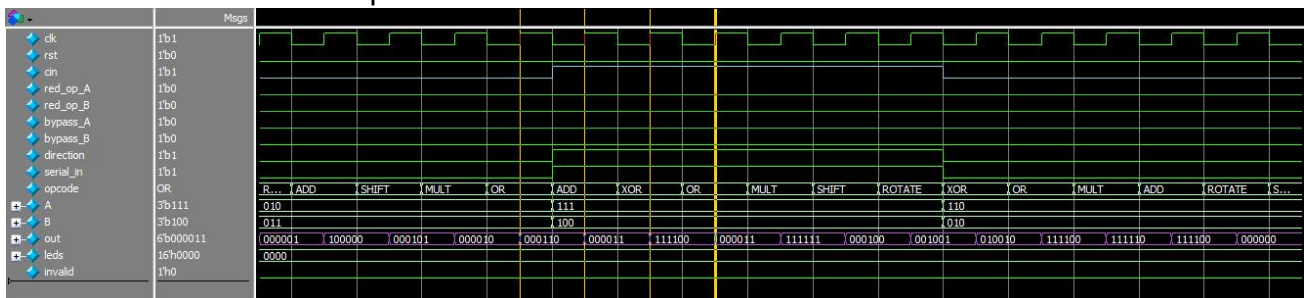 Msgs
clk 1'b1
rst 1'b0
cin 1'b1
red_op_A 1'b0
red_op_B 1'b0
bypass_A 1'b0
bypass_B 1'b0
direction 1'b1
serial_in 1'b1
opcode OR R... ADD SHIFT MULT OR ADD XOR OR MULT SHIFT ROTATE XOR OR MULT ADD ROTATE S...
A 3'b111 010 111 110
B 3'b100 011 100 010
out 6'b000011 000001 100000 000101 000010 000110 000011 111100 000011 111111 000100 001001 010010 111100 111110 111100 000000
leds 16'h0000 0000
invalid 1'h0